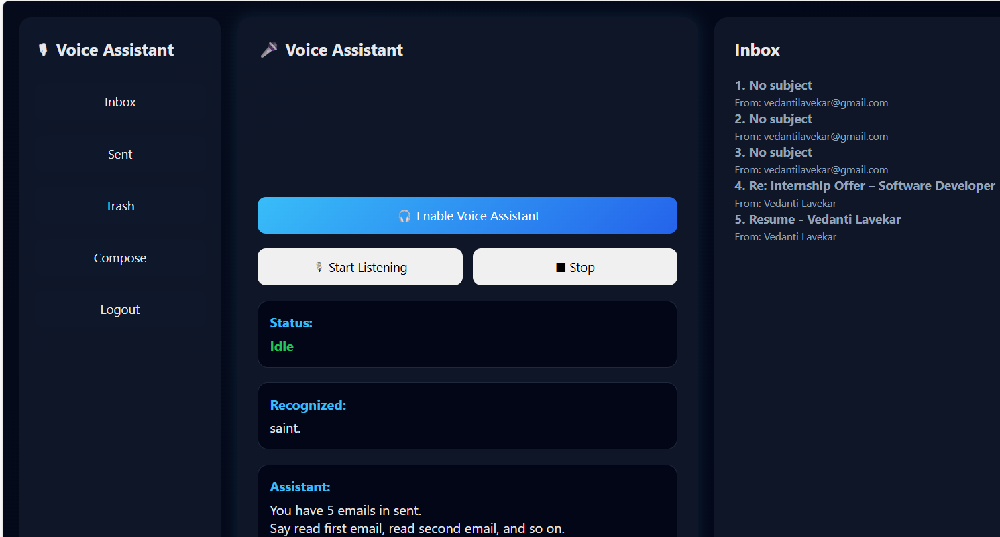 Voice Assistant
Inbox
Sent
Trash
Compose
Logout
Voice Assistant
Enable Voice Assistant
Start Listening
Stop
Status:
Idle
Recognized:
saint.
Assistant:
You have 5 emails in sent.
Say read first email, read second email, and so on.
Inbox
1. No subject
From: vedantilavekar@gmail.com
2. No subject
From: vedantilavekar@gmail.com
3. No subject
From: vedantilavekar@gmail.com
4. Re: Internship Offer – Software Developer
From: Vedanti Lavekar
5. Resume - Vedanti Lavekar
From: Vedanti Lavekar